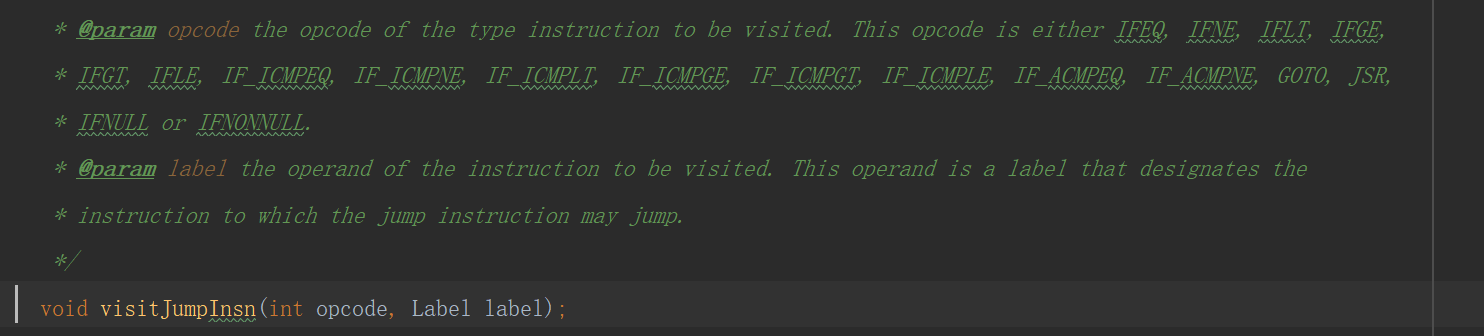 * @param opcode the opcode of the type instruction to be visited. This opcode is either IFEQ, IFNE, IFLT, IFGE,
* IFGT, IFLE, IF_ICMPEQ, IF_ICMPNE, IF_ICMPLT, IF_ICMPGE, IF_ICMPGT, IF_ICMPLE, IF_ACMPEQ, IF_ACMPNE, GOTO, JSR,
* IFNULL or IFNONNULL.
* @param label the operand of the instruction to be visited. This operand is a label that designates the
* instruction to which the jump instruction may jump.
*/
void visitJumpInsn(int opcode, Label label);